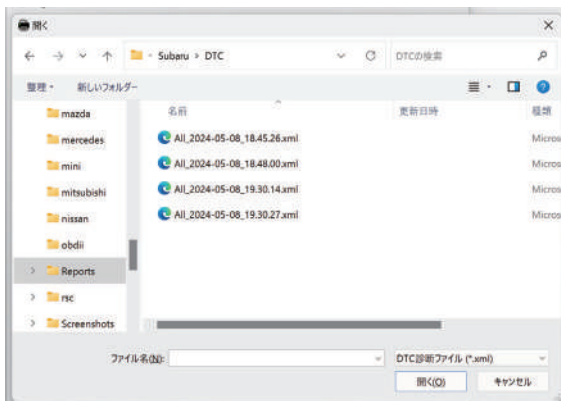 開く
Subaru > DTC
DTCの検索
整理
新しいフォルダー
名前
更新日時
種類
mazda
mercedes
mini
mitsubishi
nissan
obdii
Reports
rsc
Screenshots
All_2024-05-08_18.45.26.xml
Micros
All_2024-05-08_18.48.00.xml
Micros
All_2024-05-08_19.30.14.xml
Micros
All_2024-05-08_19.30.27.xml
Micros
ファイル名(N):
DTC診断ファイル (*.xml)
開く(O)
キャンセル